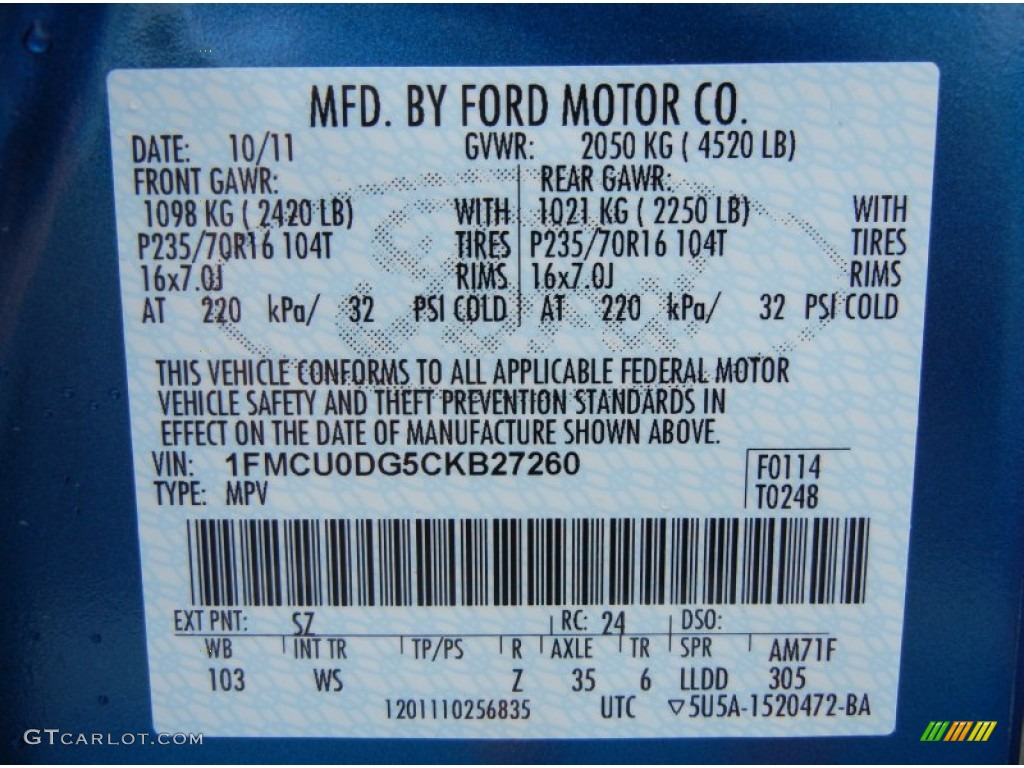 MFD. BY FORD MOTOR CO.
DATE: 10/11 GVWR: 2050 KG ( 4520 LB)
FRONT GAWR: REAR GAWR:
1098 KG ( 2420 LB) WITH 1021 KG ( 2250 LB) WITH
P235/70R16 104T TIRES P235/70R16 104T TIRES
16x7.0J RIMS 16x7.0J RIMS
AT 220 kPa/ 32 PSI COLD AT 220 kPa/ 32 PSI COLD
THIS VEHICLE CONFORMS TO ALL APPLICABLE FEDERAL MOTOR
VEHICLE SAFETY AND THEFT PREVENTION STANDARDS IN
EFFECT ON THE DATE OF MANUFACTURE SHOWN ABOVE.
VIN: 1FMCU0DG5CKB27260 F0114
TYPE: MPV T0248
EXT PNT: SZ RC: 24 DSO:
WB INT TR TP/PS R AXLE TR SPR AM71F
103 WS Z 35 6 LLDD 305
1201110256835 UTC ▽5U5A-1520472-BA
GTCARLOT.COM